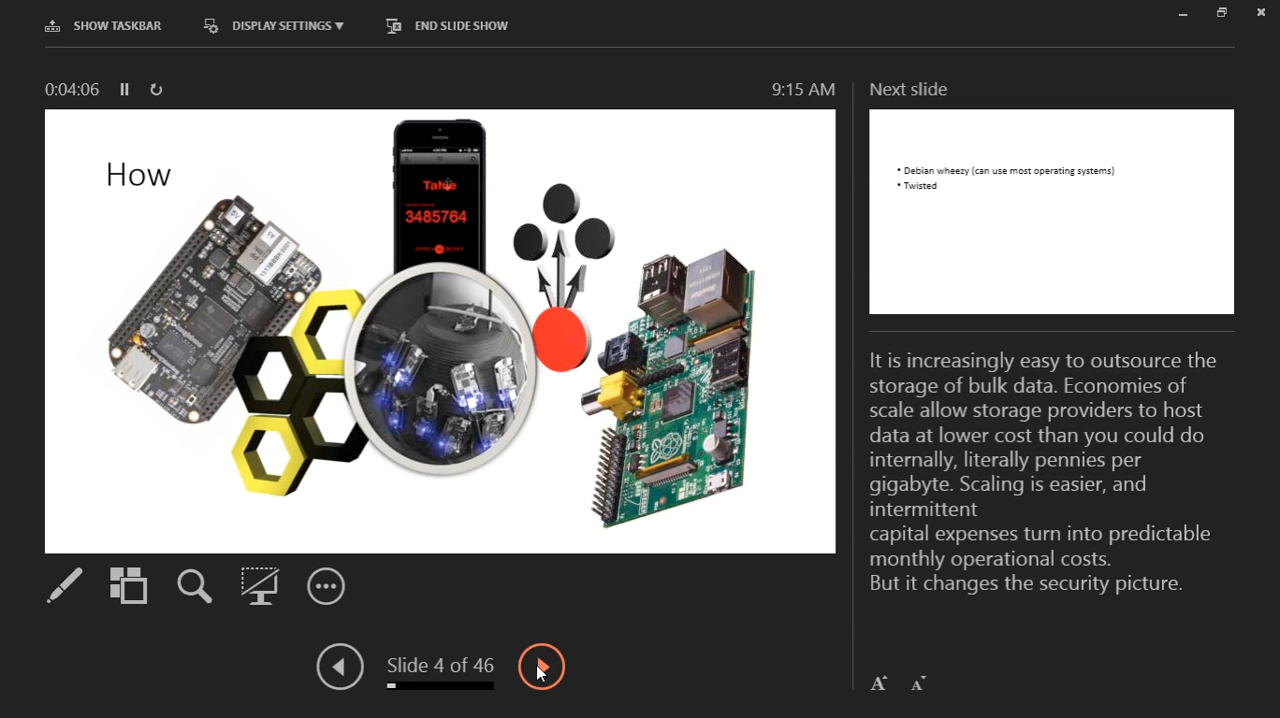 SHOW TASKBAR
DISPLAY SETTINGS ▼
END SLIDE SHOW
0:04:06
9:15 AM
Next slide
How
Table
3485764
• Debian wheezy (can use most operating systems)
• Twisted
It is increasingly easy to outsource the
storage of bulk data. Economies of
scale allow storage providers to host
data at lower cost than you could do
internally, literally pennies per
gigabyte. Scaling is easier, and
intermittent
capital expenses turn into predictable
monthly operational costs.
But it changes the security picture.
Slide 4 of 46
A A